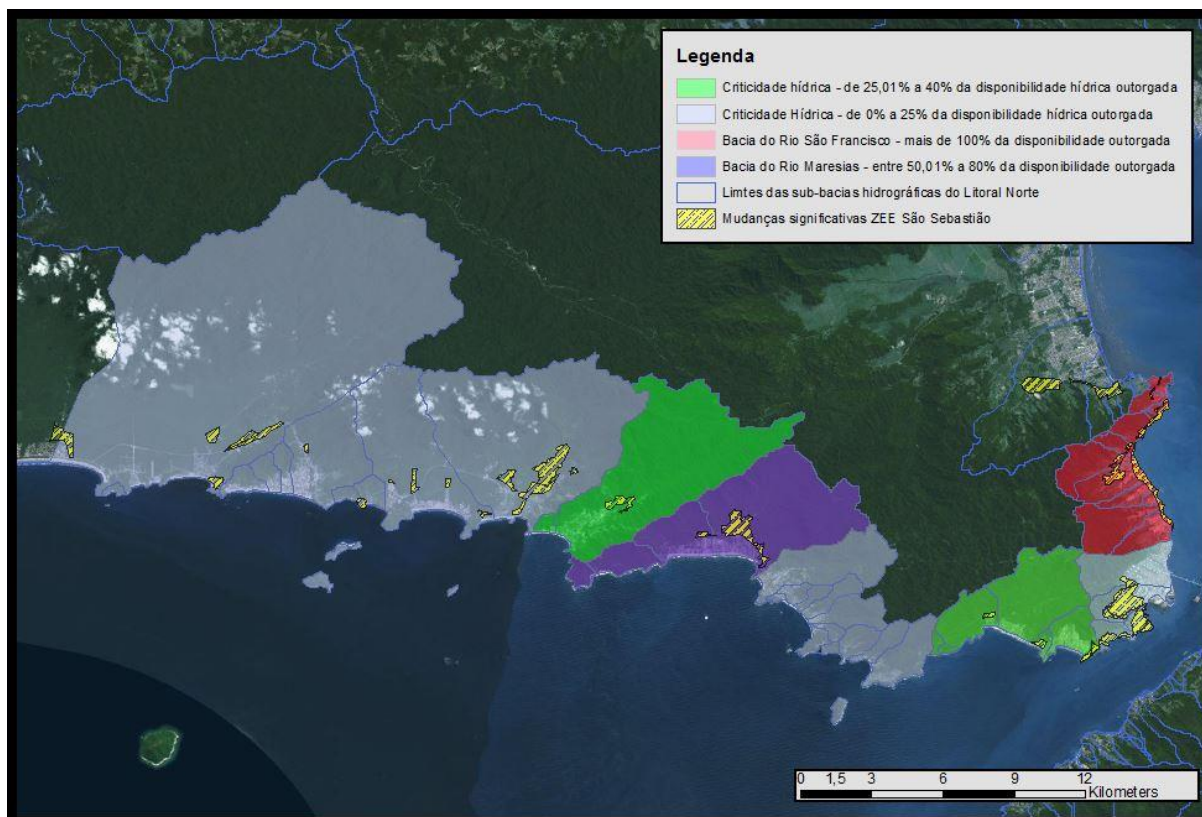 Legenda
Criticidade hídrica - de 25,01% a 40% da disponibilidade hídrica outorgada
Criticidade Hídrica - de 0% a 25% da disponibilidade hídrica outorgada
Bacia do Rio São Francisco - mais de 100% da disponibilidade outorgada
Bacia do Rio Maresias - entre 50,01% a 80% da disponibilidade outorgada
Limtes das sub-bacias hidrográficas do Litoral Norte
Mudanças significativas ZEE São Sebastião
0 1,5 3 6 9 12
Kilometers